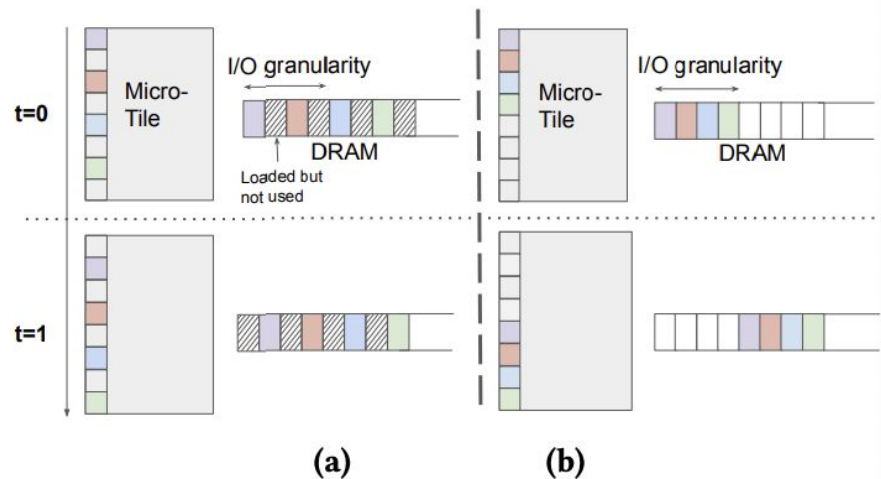 I/O granularity
Micro-
Tile
t=0
DRAM
Loaded but
not used
I/O granularity
Micro-
Tile
DRAM
t=1
(a)
(b)